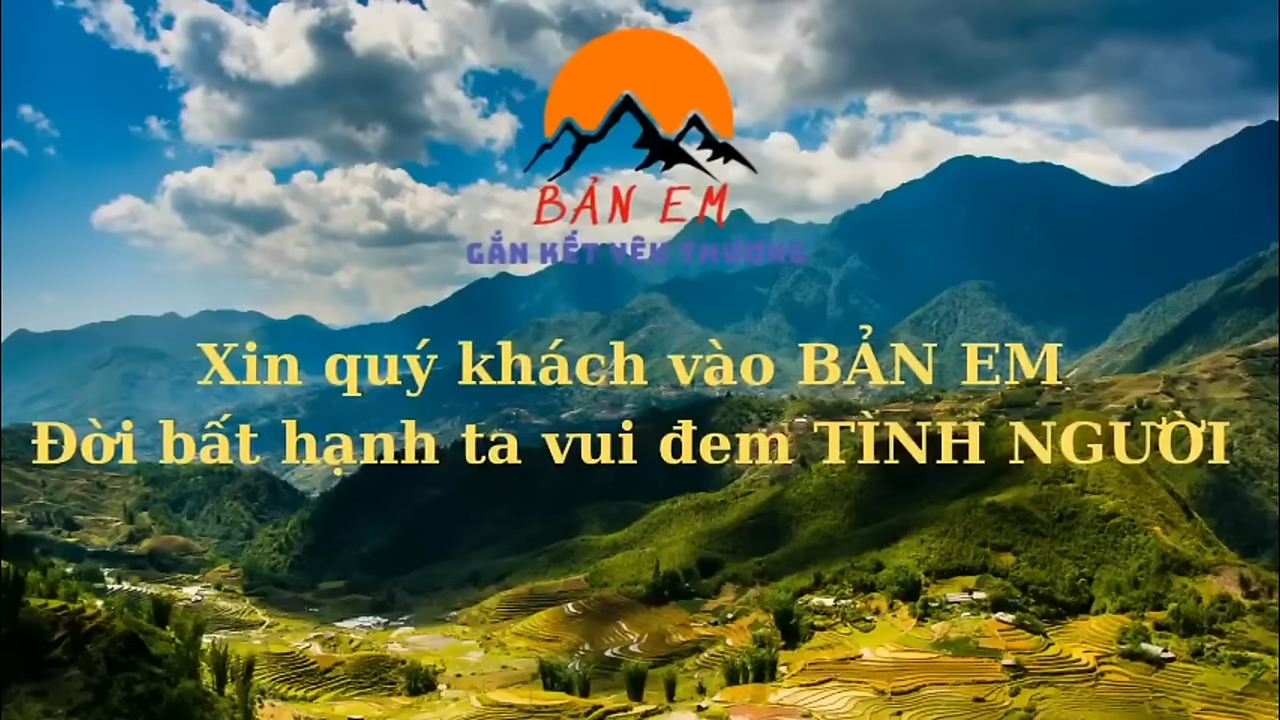 BẢN EM
GẮN KẾT YÊU THƯƠNG
Xin quý khách vào BẢN EM
Đời bất hạnh ta vui đem TÌNH NGƯỜI